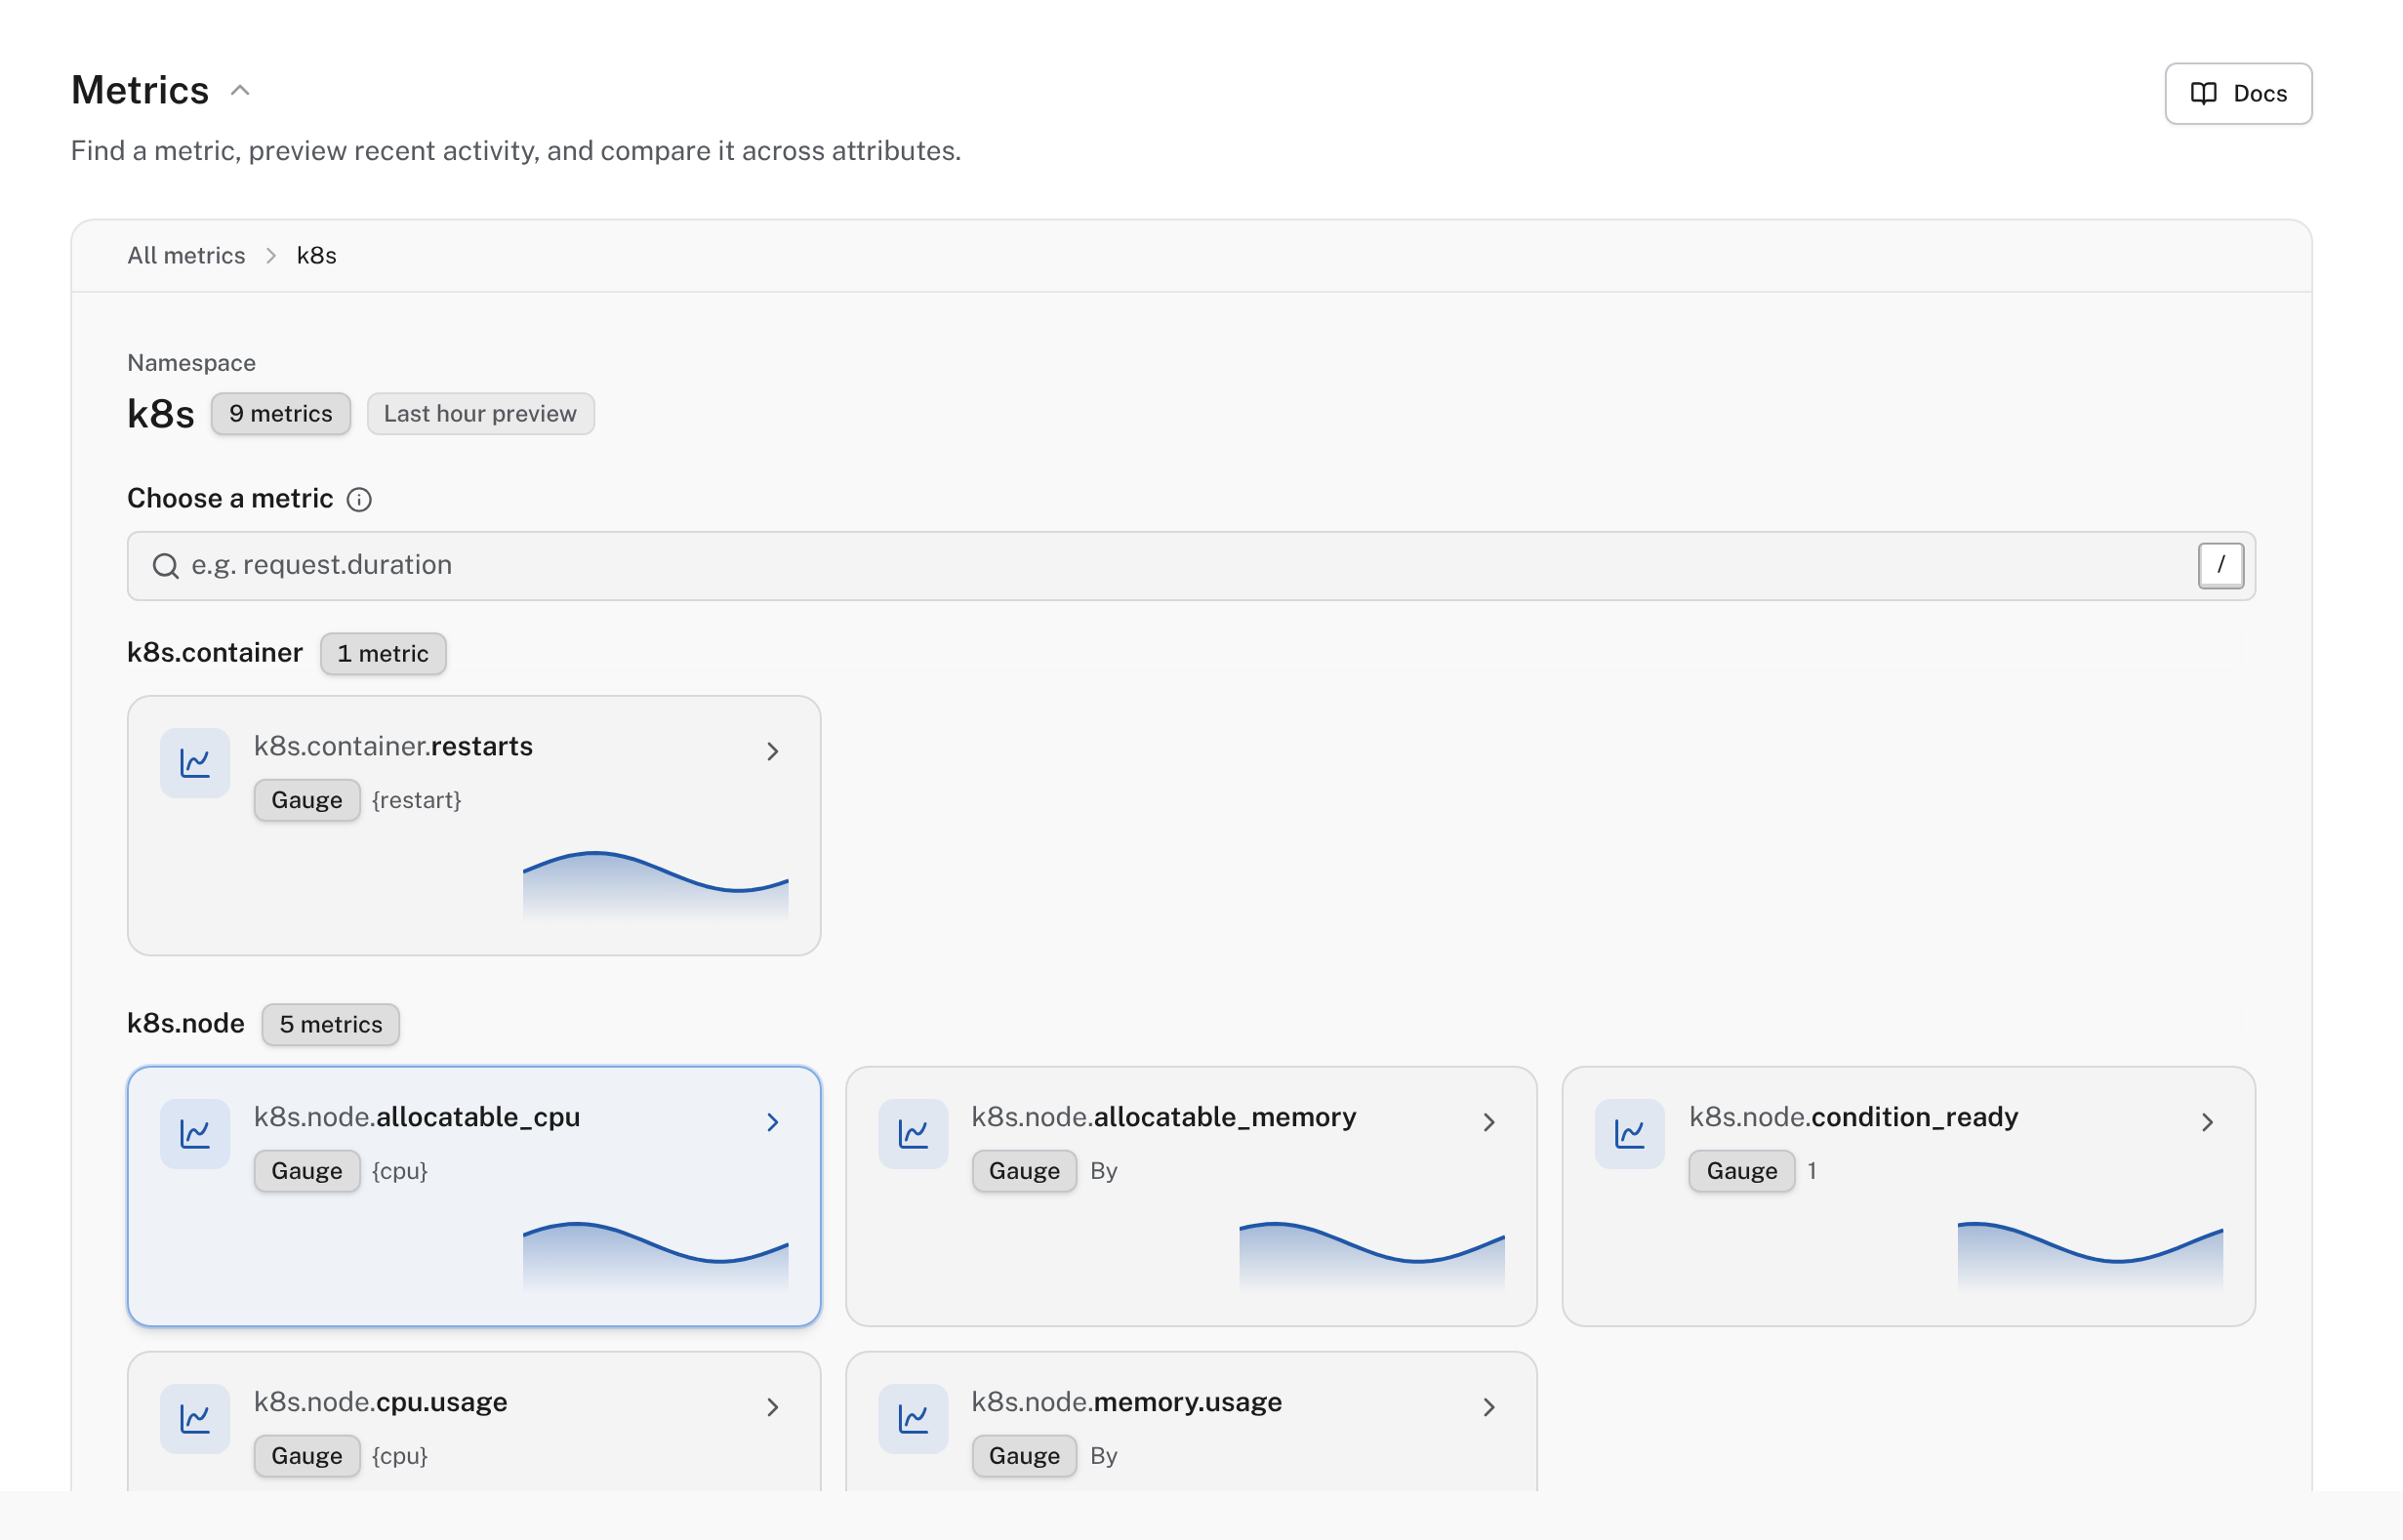 Metrics
Docs
Find a metric, preview recent activity, and compare it across attributes.
All metrics > k8s
Namespace
k8s 9 metrics Last hour preview
Choose a metric
e.g. request.duration /
k8s.container 1 metric
k8s.container.restarts
Gauge {restart}
k8s.node 5 metrics
k8s.node.allocatable_cpu
Gauge {cpu}
k8s.node.allocatable_memory
Gauge By
k8s.node.condition_ready
Gauge 1
k8s.node.cpu.usage
Gauge {cpu}
k8s.node.memory.usage
Gauge By